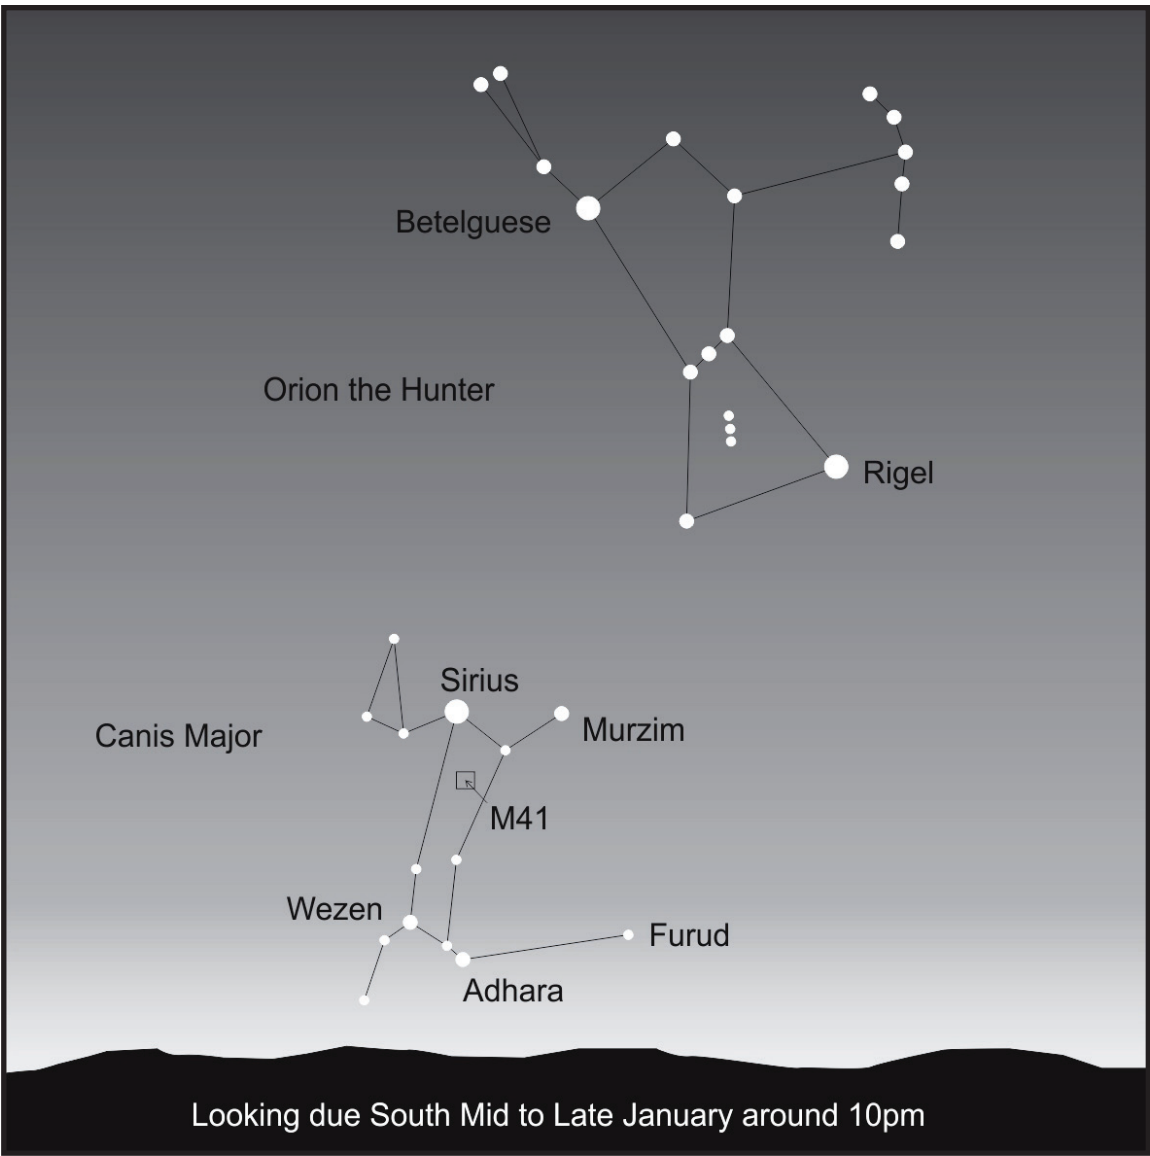 Betelguese
Orion the Hunter
Rigel
Sirius
Canis Major
Murzim
M41
Wezen
Furud
Adhara
Looking due South Mid to Late January around 10pm